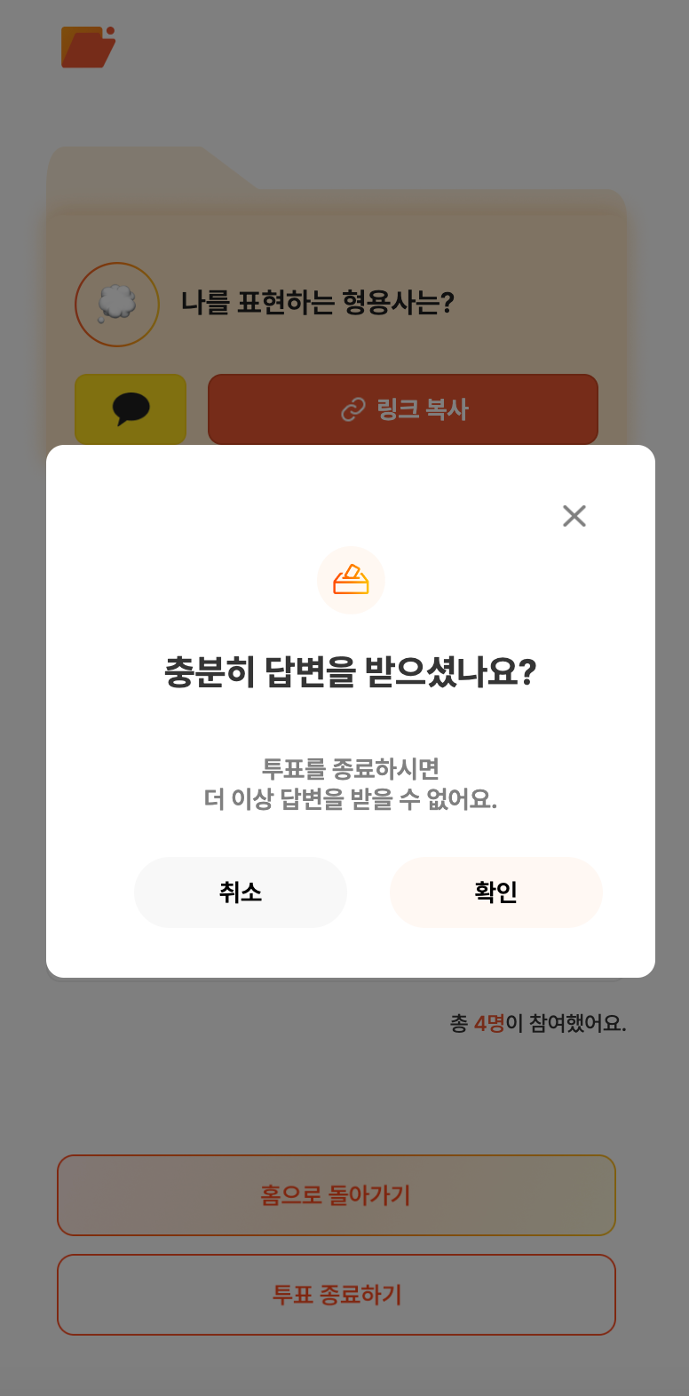 나를 표현하는 형용사는?
링크 복사
충분히 답변을 받으셨나요?
투표를 종료하시면
더 이상 답변을 받을 수 없어요.
취소
확인
총 4명이 참여했어요.
홈으로 돌아가기
투표 종료하기